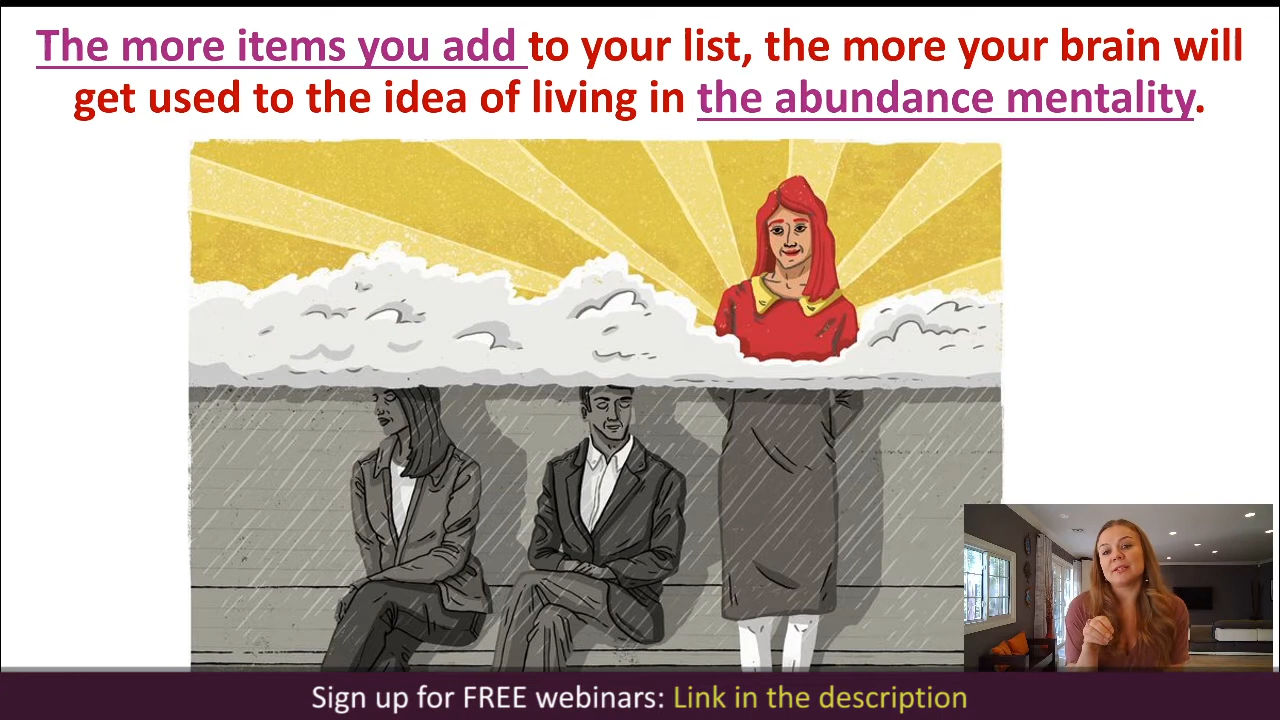 The more items you add to your list, the more your brain will
get used to the idea of living in the abundance mentality.
Sign up for FREE webinars: Link in the description